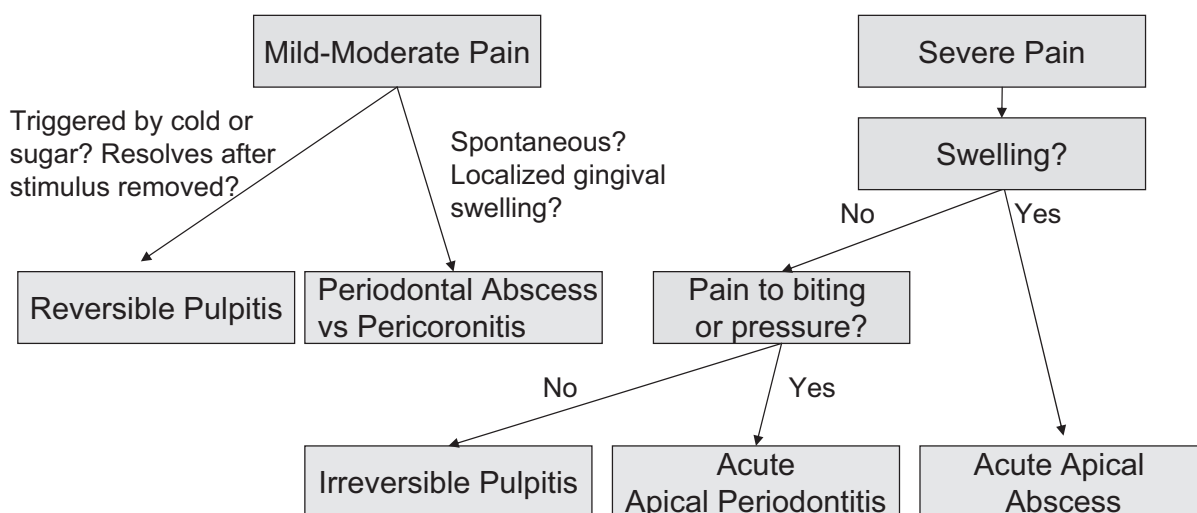 Mild-Moderate Pain
Severe Pain
Triggered by cold or
sugar? Resolves after
stimulus removed?
Spontaneous?
Localized gingival
swelling?
Swelling?
No
Yes
Reversible Pulpitis
Periodontal Abscess
vs Pericoronitis
Pain to biting
or pressure?
No
Yes
Irreversible Pulpitis
Acute
Apical Periodontitis
Acute Apical
Abscess